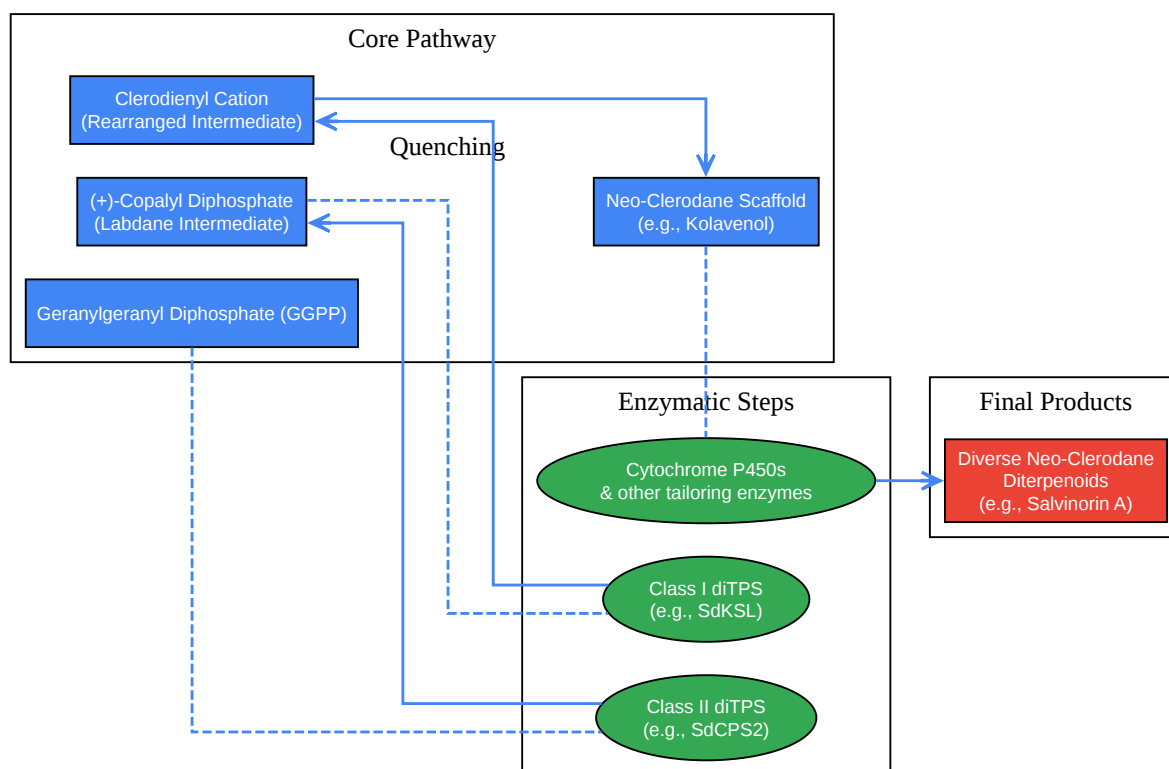 Core Pathway
Clerodienyl Cation
(Rearranged Intermediate)
Quenching
(+)-Copalyl Diphosphate
(Labdane Intermediate)
Neo-Clerodane Scaffold
(e.g., Kolavenol)
Geranylgeranyl Diphosphate (GGPP)
Enzymatic Steps
Cytochrome P450s
& other tailoring enzymes
Class I diTPS
(e.g., SdKSL)
Class II diTPS
(e.g., SdCPS2)
Final Products
Diverse Neo-Clerodane
Diterpenoids
(e.g., Salvinorin A)